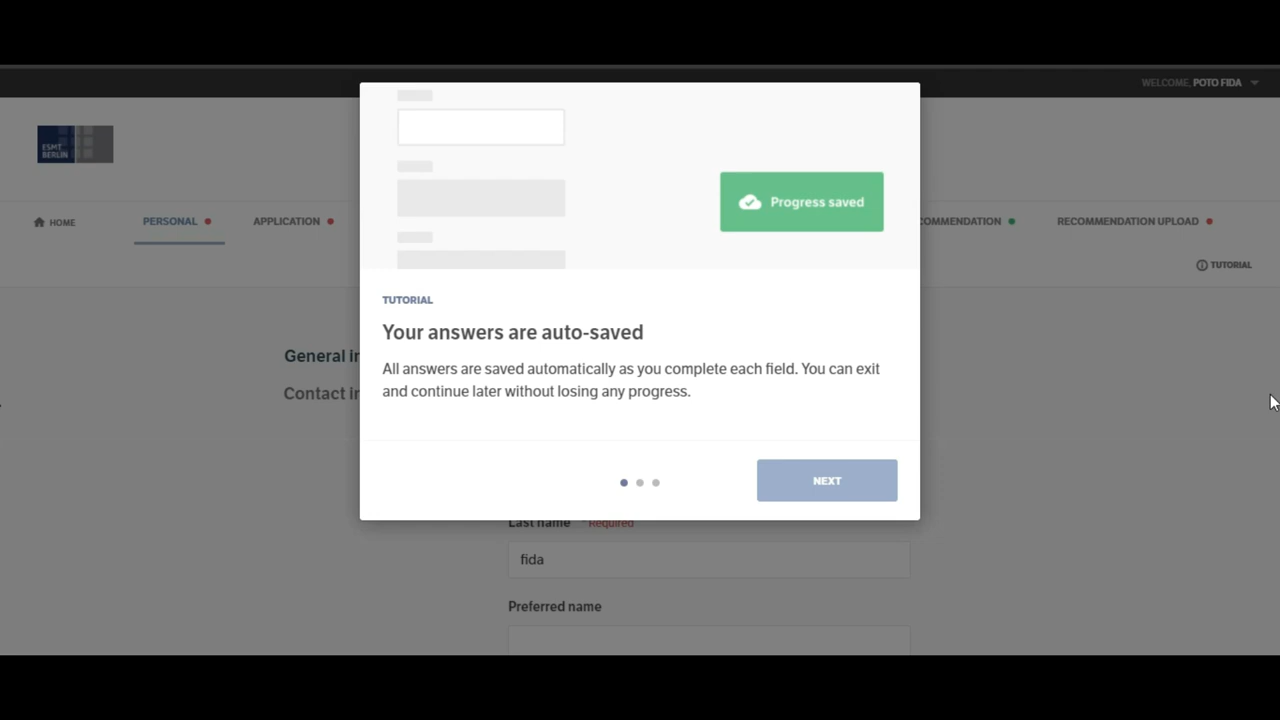 WELCOME, POTO FIDA
ESMT
BERLIN
HOME
PERSONAL
APPLICATION
COMMENDATION
RECOMMENDATION UPLOAD
TUTORIAL
Progress saved
General in
Contact in
TUTORIAL
Your answers are auto-saved
All answers are saved automatically as you complete each field. You can exit
and continue later without losing any progress.
NEXT
Last name * Required
fida
Preferred name